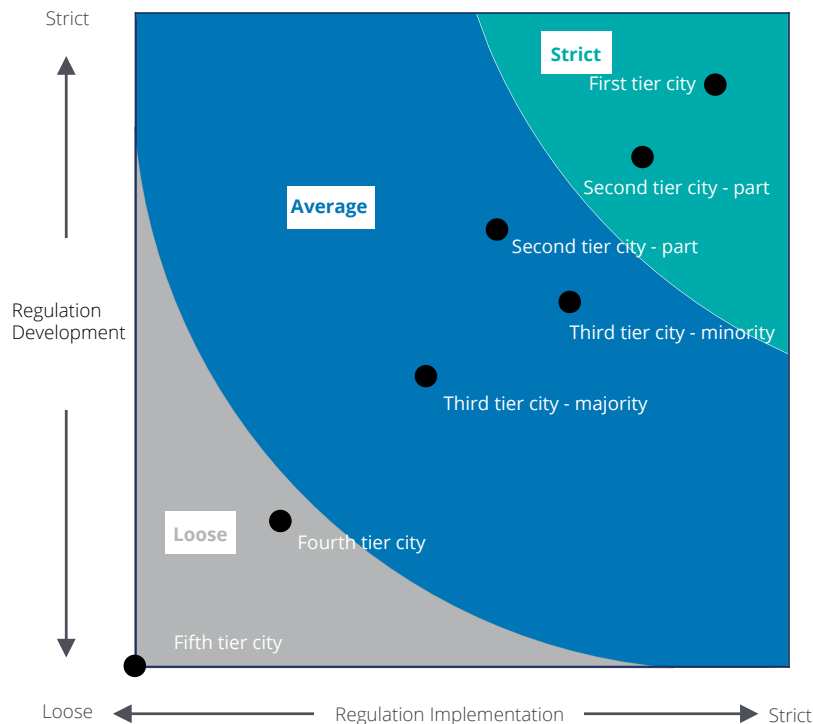 Strict
Strict
First tier city
Second tier city - part
Average
Second tier city - part
Regulation
Development
Third tier city - minority
Third tier city - majority
Loose
Fourth tier city
Fifth tier city
Loose
Regulation Implementation
Strict